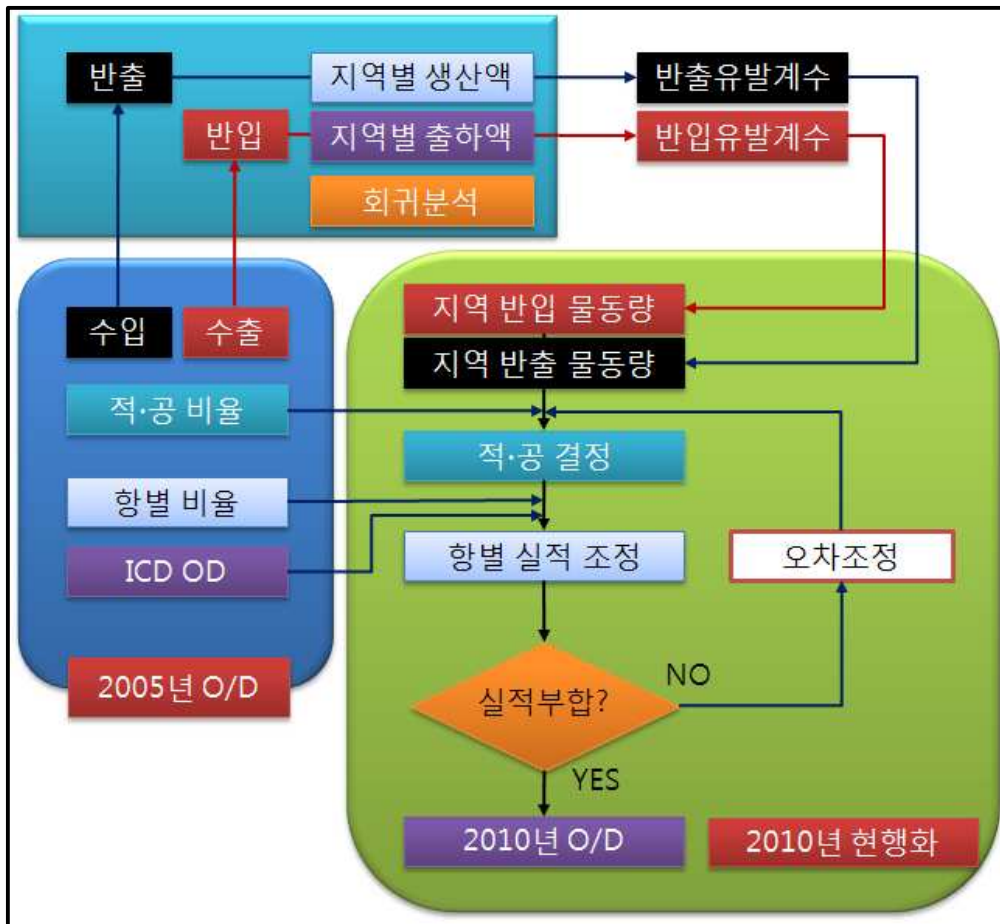 반출
지역별 생산액
반출유발계수
반입
지역별 출하액
반입유발계수
회귀분석
수입
수출
적·공 비율
항별 비율
ICD OD
2005년 O/D
지역 반입 물동량
지역 반출 물동량
적·공 결정
항별 실적 조정
오차조정
실적부합?
NO
YES
2010년 O/D
2010년 현행화